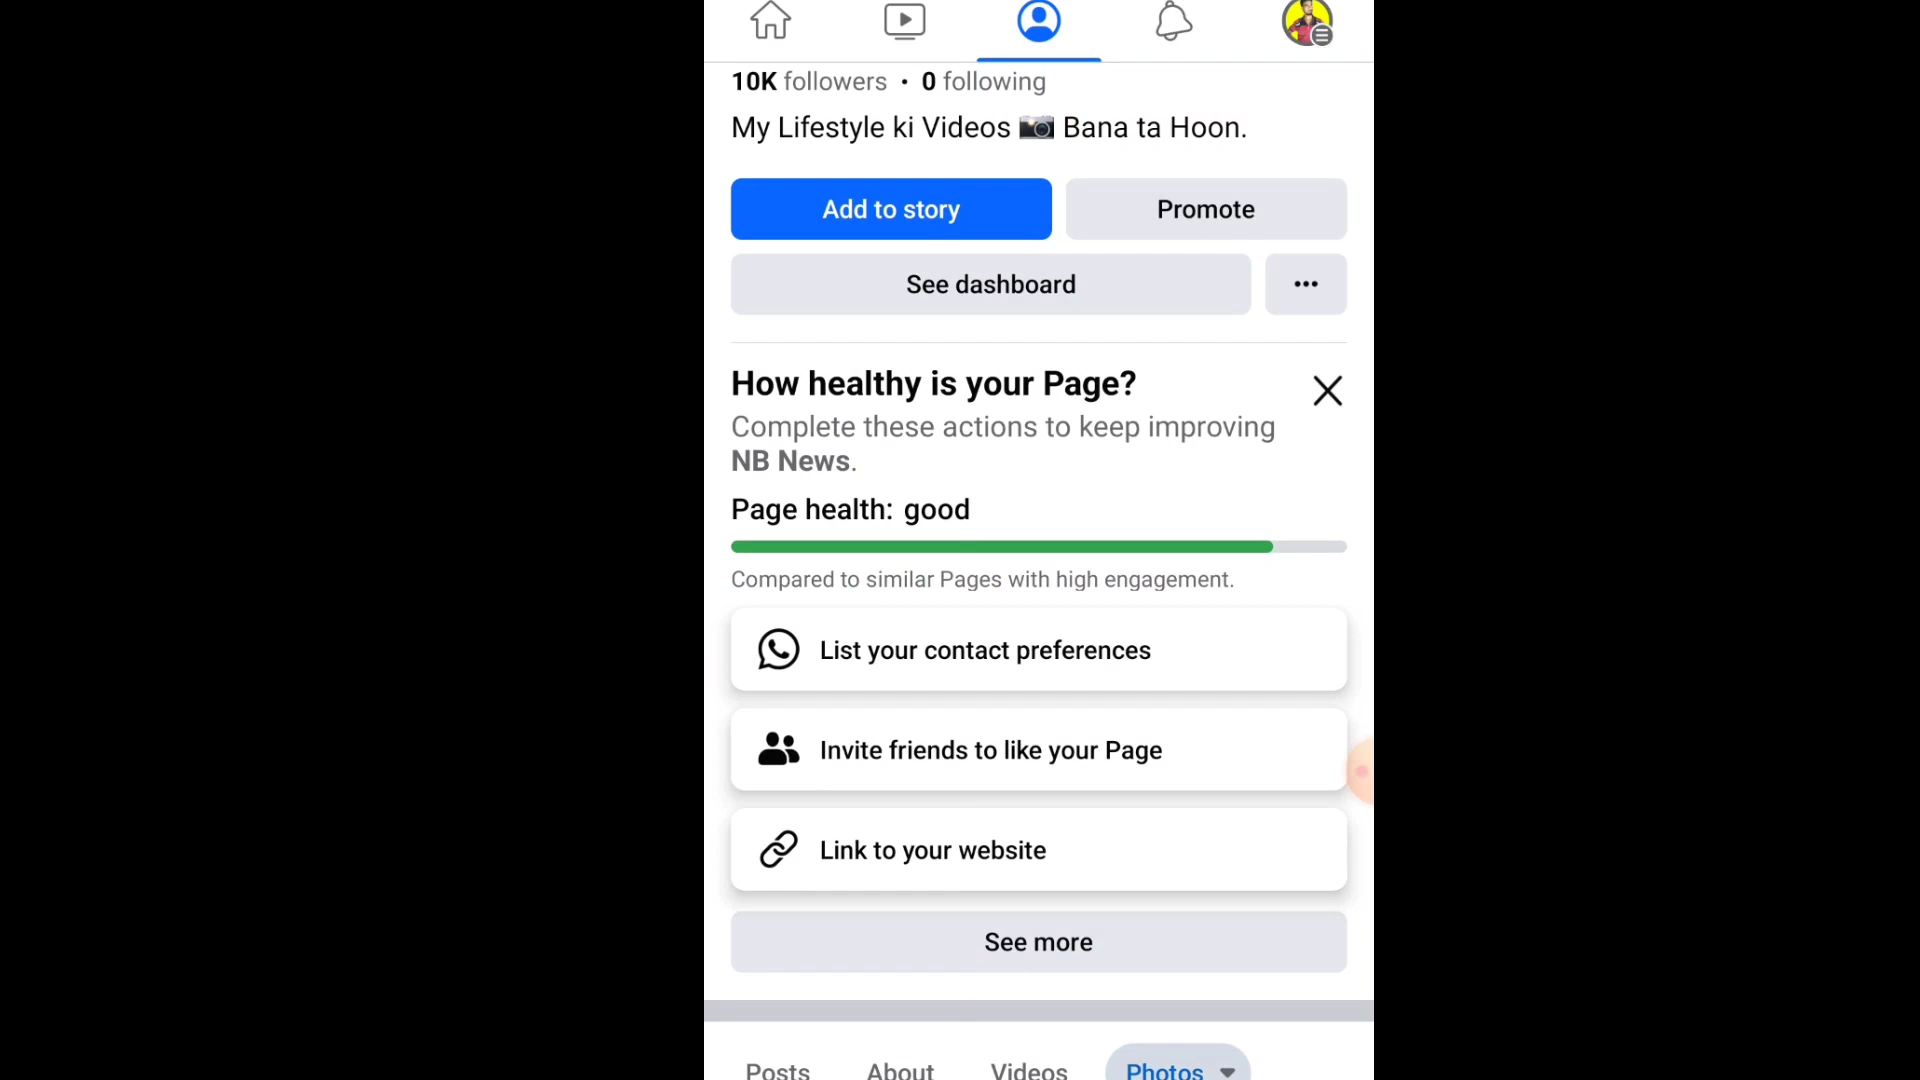 10K followers • 0 following
My Lifestyle ki Videos 📷 Bana ta Hoon.
Add to story
Promote
See dashboard
How healthy is your Page?
Complete these actions to keep improving
NB News.
Page health: good
Compared to similar Pages with high engagement.
List your contact preferences
Invite friends to like your Page
Link to your website
See more
Posts About Videos Photos